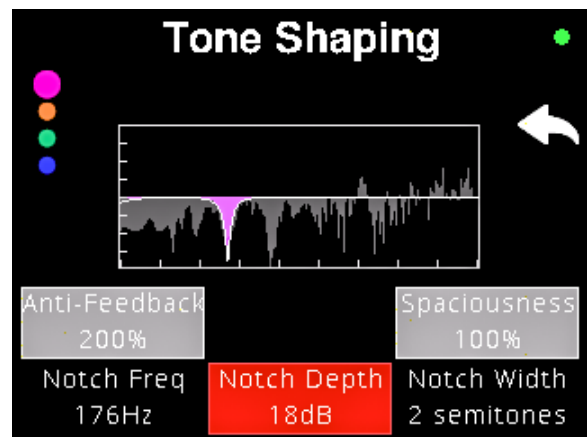 Tone Shaping
Anti-Feedback
200%
Spaciousness
100%
Notch Freq
176Hz
Notch Depth
18dB
Notch Width
2 semitones